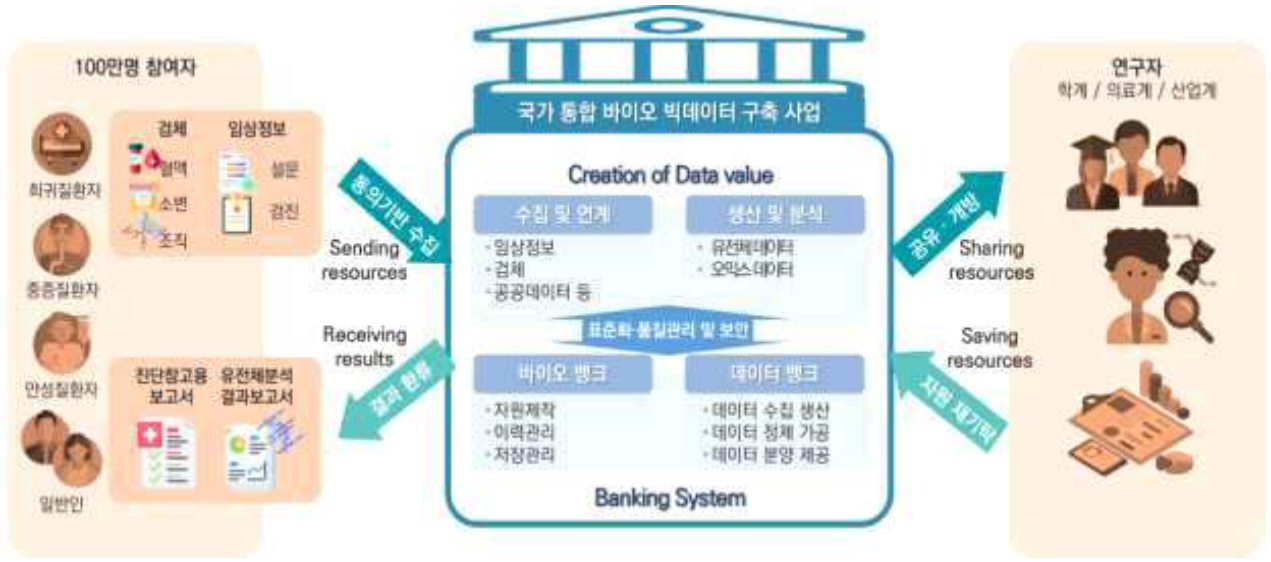 100만명 참여자
희귀질환자
중증질환자
만성질환자
일반인
검체
혈액
소변
조직
임상정보
설문
검진
진단참고용
보고서
유전체분석
결과보고서
동의기반 수집
Sending
resources
Receiving
results
결과 환류
국가 통합 바이오 빅데이터 구축 사업
Creation of Data value
수집 및 연계
· 임상정보
· 검체
· 공공데이터 등
생산 및 분석
· 유전체데이터
· 오믹스데이터
표준화·품질관리 및 보안
바이오 뱅크
· 자원제작
· 이력관리
· 저장관리
데이터 뱅크
· 데이터 수집 생산
· 데이터 정제 가공
· 데이터 분양 제공
Banking System
공유 · 개방
Sharing
resources
Saving
resources
자원 재기탁
연구자
학계 / 의료계 / 산업계